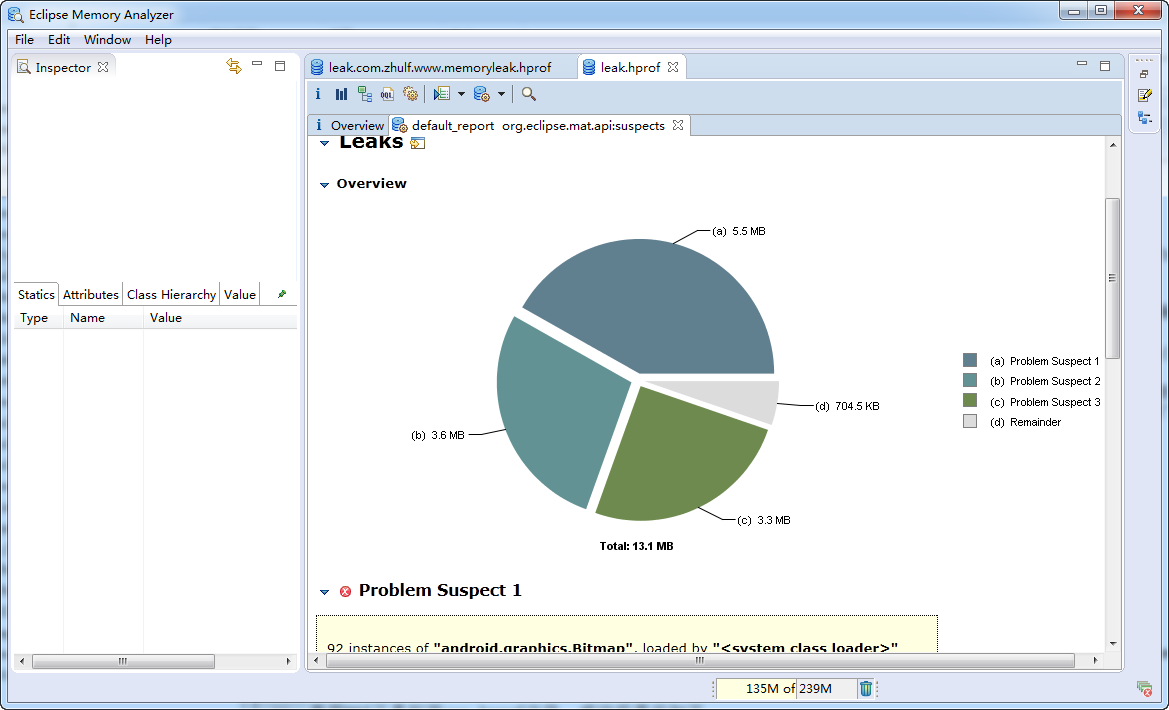 Eclipse Memory Analyzer
File Edit Window Help
Inspector
leak.com.zhulf.www.memoryleak.hprof leak.hprof
i OQL
i Overview default_report org.eclipse.mat.api:suspects
Leaks
Overview
(a) 5.5 MB
(b) 3.6 MB
(c) 3.3 MB
(d) 704.5 KB
Total: 13.1 MB
(a) Problem Suspect 1
(b) Problem Suspect 2
(c) Problem Suspect 3
(d) Remainder
Statics Attributes Class Hierarchy Value
Type Name Value
Problem Suspect 1
92 instances of "android.graphics.Bitmap", loaded by "<system class loader>"
135M of 239M